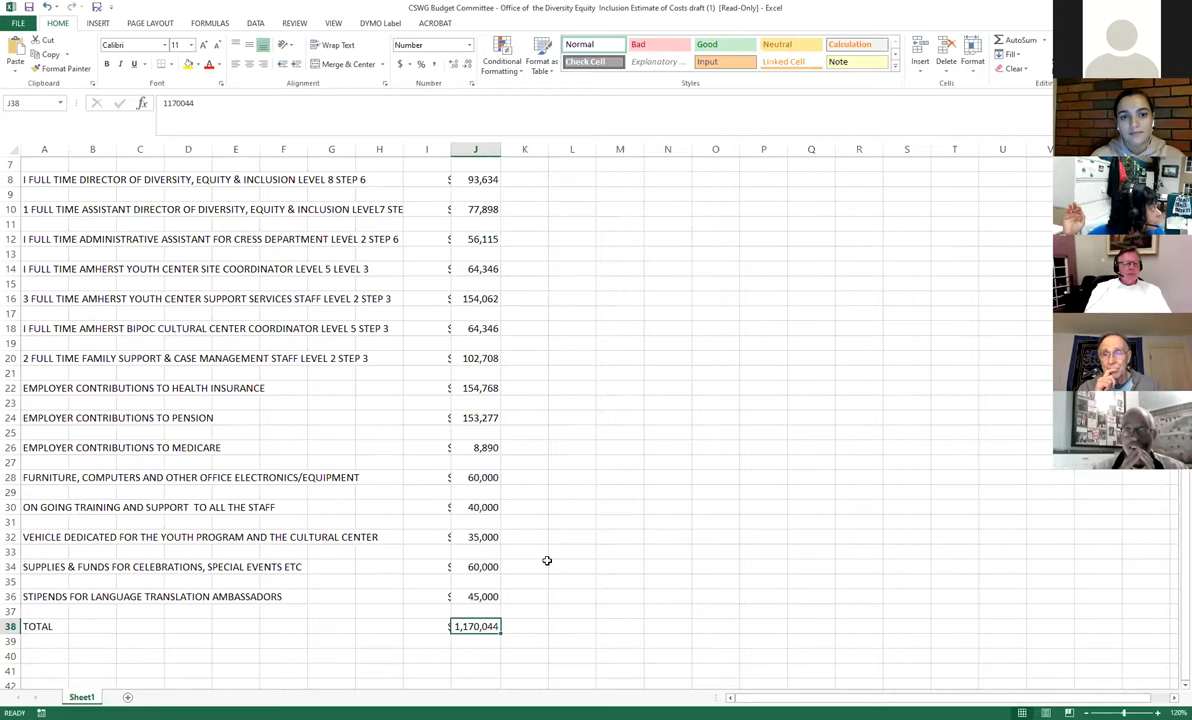 CSWG Budget Committee - Office of the Diversity Equity Inclusion Estimate of Costs draft (1) [Read-Only] - Excel
FILE HOME INSERT PAGE LAYOUT FORMULAS DATA REVIEW VIEW DYMO Label ACROBAT
Paste
Cut
Copy
Format Painter
Calibri 11
B I U
Wrap Text
Merge & Center
Number
$ % ,
Conditional Formatting
Format as Table
Normal Bad Good Neutral Calculation
Check Cell Explanatory ... Input Linked Cell Note
Insert Delete Format
AutoSum
Fill
Clear
Clipboard Font Alignment Number Styles Cells
J38 fx 1170044
A B C D E F G H I J K L M N O P Q R S T U V
7
8 I FULL TIME DIRECTOR OF DIVERSITY, EQUITY & INCLUSION LEVEL 8 STEP 6 $ 93,634
9
10 1 FULL TIME ASSISTANT DIRECTOR OF DIVERSITY, EQUITY & INCLUSION LEVEL7 STE $ 77,898
11
12 I FULL TIME ADMINISTRATIVE ASSISTANT FOR CRESS DEPARTMENT LEVEL 2 STEP 6 $ 56,115
13
14 I FULL TIME AMHERST YOUTH CENTER SITE COORDINATOR LEVEL 5 LEVEL 3 $ 64,346
15
16 3 FULL TIME AMHERST YOUTH CENTER SUPPORT SERVICES STAFF LEVEL 2 STEP 3 $ 154,062
17
18 I FULL TIME AMHERST BIPOC CULTURAL CENTER COORDINATOR LEVEL 5 STEP 3 $ 64,346
19
20 2 FULL TIME FAMILY SUPPORT & CASE MANAGEMENT STAFF LEVEL 2 STEP 3 $ 102,708
21
22 EMPLOYER CONTRIBUTIONS TO HEALTH INSURANCE $ 154,768
23
24 EMPLOYER CONTRIBUTIONS TO PENSION $ 153,277
25
26 EMPLOYER CONTRIBUTIONS TO MEDICARE $ 8,890
27
28 FURNITURE, COMPUTERS AND OTHER OFFICE ELECTRONICS/EQUIPMENT $ 60,000
29
30 ON GOING TRAINING AND SUPPORT TO ALL THE STAFF $ 40,000
31
32 VEHICLE DEDICATED FOR THE YOUTH PROGRAM AND THE CULTURAL CENTER $ 35,000
33
34 SUPPLIES & FUNDS FOR CELEBRATIONS, SPECIAL EVENTS ETC $ 60,000
35
36 STIPENDS FOR LANGUAGE TRANSLATION AMBASSADORS $ 45,000
37
38 TOTAL $ 1,170,044
39
40
41
42
Sheet1
READY 120%